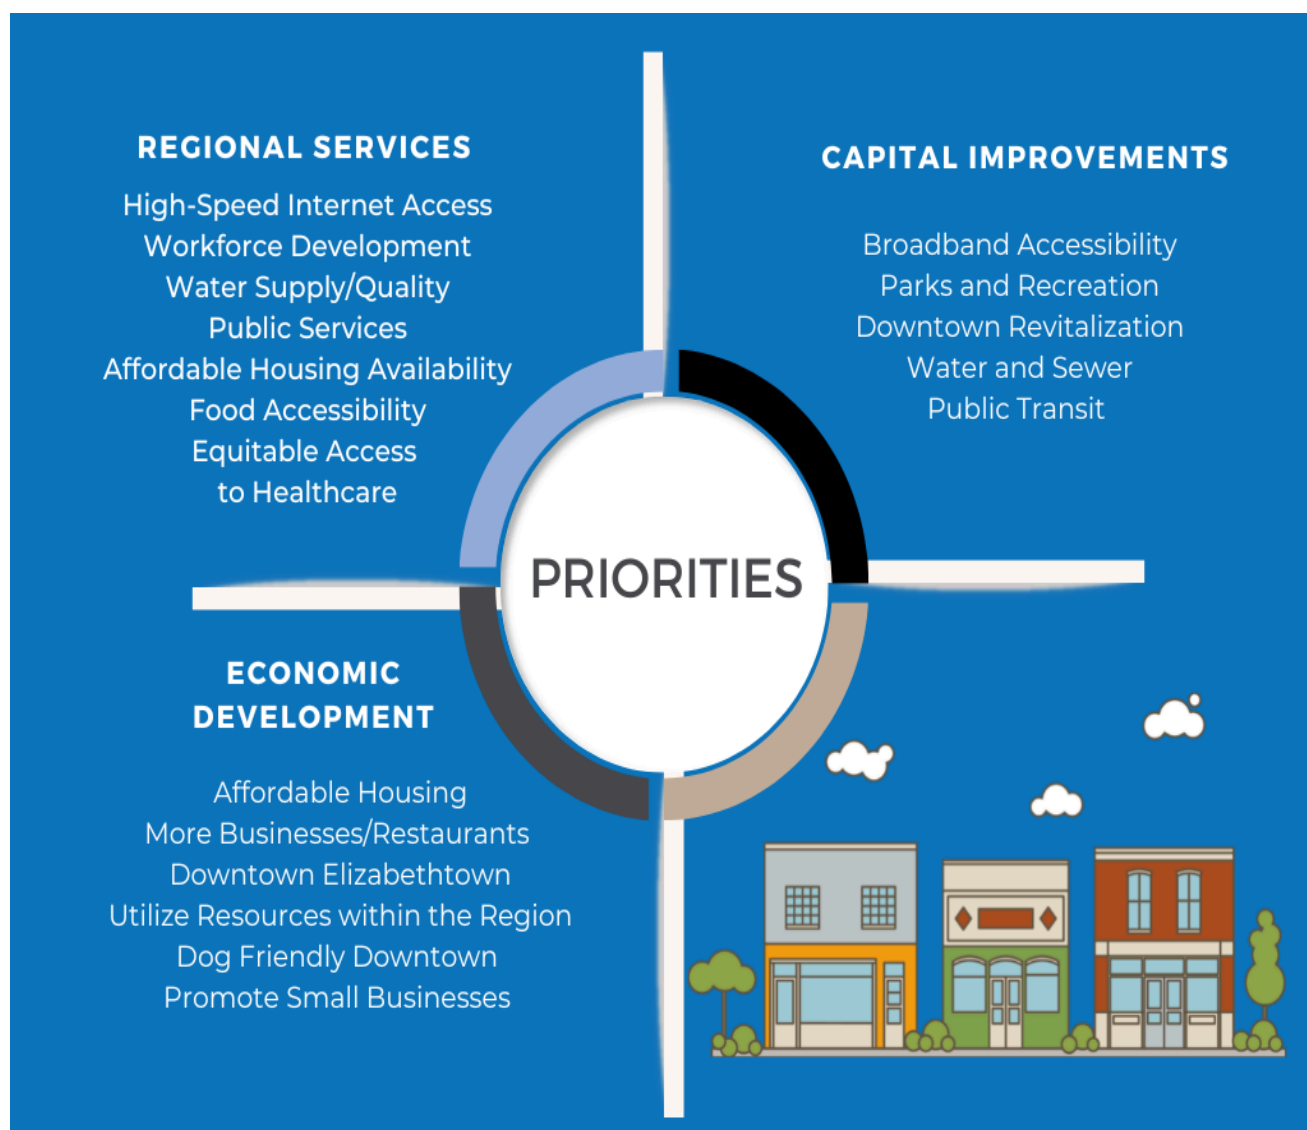 REGIONAL SERVICES
High-Speed Internet Access
Workforce Development
Water Supply/Quality
Public Services
Affordable Housing Availability
Food Accessibility
Equitable Access
to Healthcare
CAPITAL IMPROVEMENTS
Broadband Accessibility
Parks and Recreation
Downtown Revitalization
Water and Sewer
Public Transit
PRIORITIES
ECONOMIC
DEVELOPMENT
Affordable Housing
More Businesses/Restaurants
Downtown Elizabethtown
Utilize Resources within the Region
Dog Friendly Downtown
Promote Small Businesses